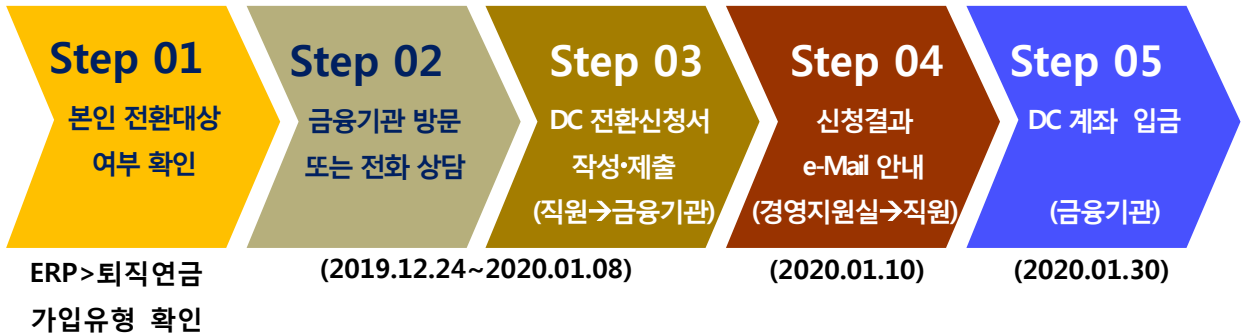 Step 01
본인 전환대상
여부 확인
Step 02
금융기관 방문
또는 전화 상담
Step 03
DC 전환신청서
작성•제출
(직원→금융기관)
Step 04
신청결과
e-Mail 안내
(경영지원실→직원)
Step 05
DC 계좌 입금
(금융기관)
ERP>퇴직연금
가입유형 확인
(2019.12.24~2020.01.08)
(2020.01.10)
(2020.01.30)